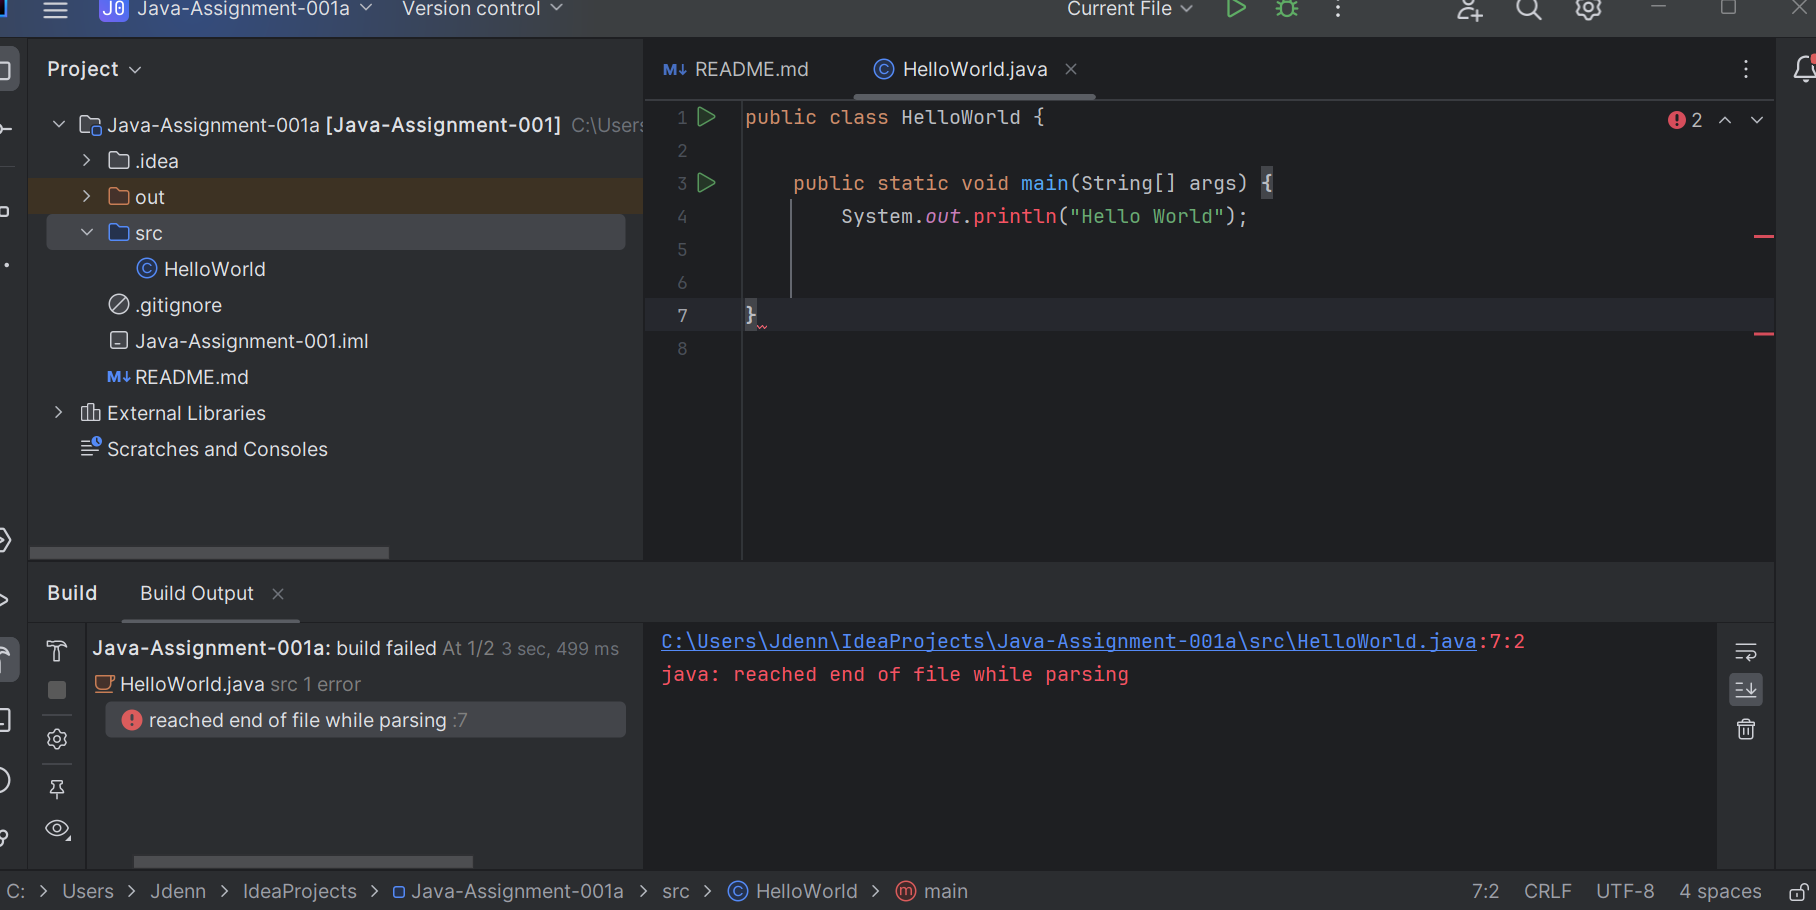 J0 Java-Assignment-001a Version control Current File
Project
Java-Assignment-001a [Java-Assignment-001] C:\Users
.idea
out
src
HelloWorld
.gitignore
Java-Assignment-001.iml
M↓ README.md
External Libraries
Scratches and Consoles
M↓ README.md
HelloWorld.java
2
1 public class HelloWorld {
2
3 public static void main(String[] args) {
4 System.out.println("Hello World");
5
6
7 }
8
Build Build Output
Java-Assignment-001a: build failed At 1/2 3 sec, 499 ms
HelloWorld.java src 1 error
reached end of file while parsing :7
C:\Users\Jdenn\IdeaProjects\Java-Assignment-001a\src\HelloWorld.java:7:2
java: reached end of file while parsing
C: > Users > Jdenn > IdeaProjects > Java-Assignment-001a > src > HelloWorld > main 7:2 CRLF UTF-8 4 spaces